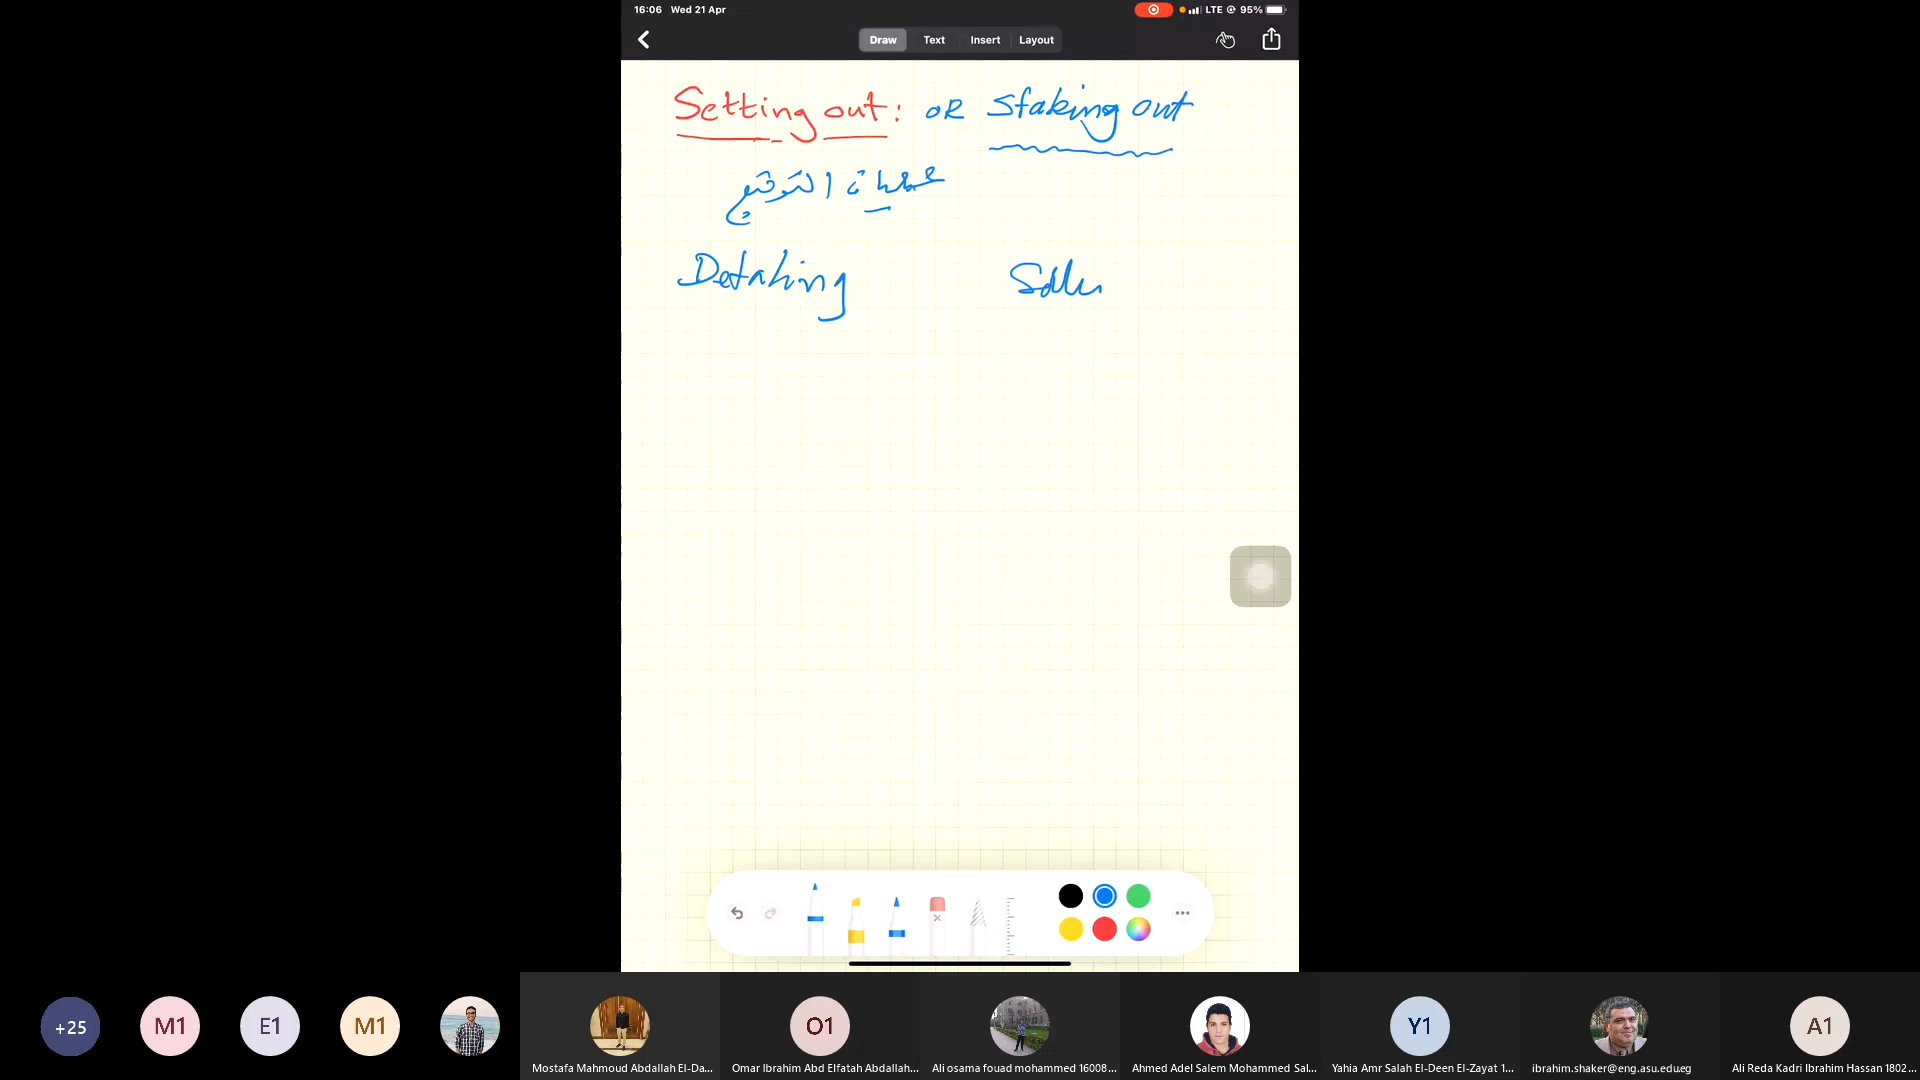 16:06 Wed 21 Apr LTE 95%
Draw Text Insert Layout
Setting out: OR Staking out
عملية التوقيع
Detailing
+25 M1 E1 M1 O1 Y1 A1
Mostafa Mahmoud Abdallah El-Da... Omar Ibrahim Abd Elfatah Abdallah... Ali osama fouad mohammed 16008... Ahmed Adel Salem Mohammed Sal... Yahia Amr Salah El-Deen El-Zayat 1... ibrahim.shaker@eng.asu.edu.eg Ali Reda Kadri Ibrahim Hassan 1802...